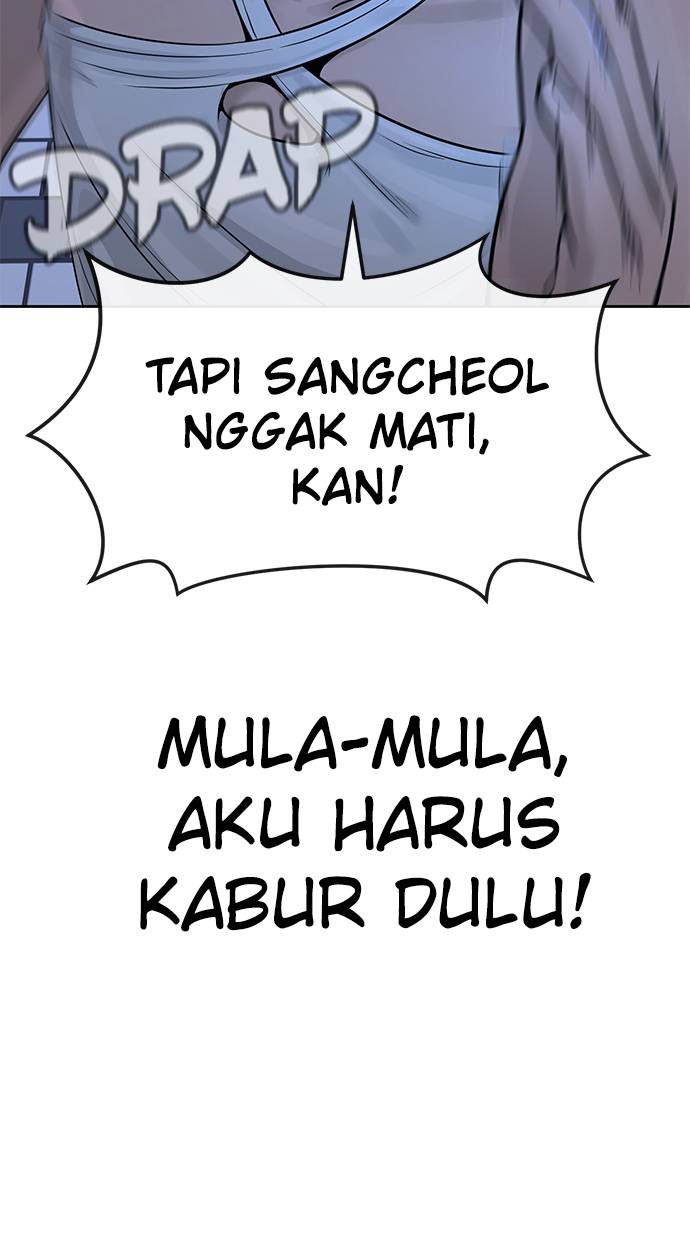 DRAP
TAPI SANGCHEOL
NGGAK MATI,
KAN!
MULA-MULA,
AKU HARUS
KABUR DULU!